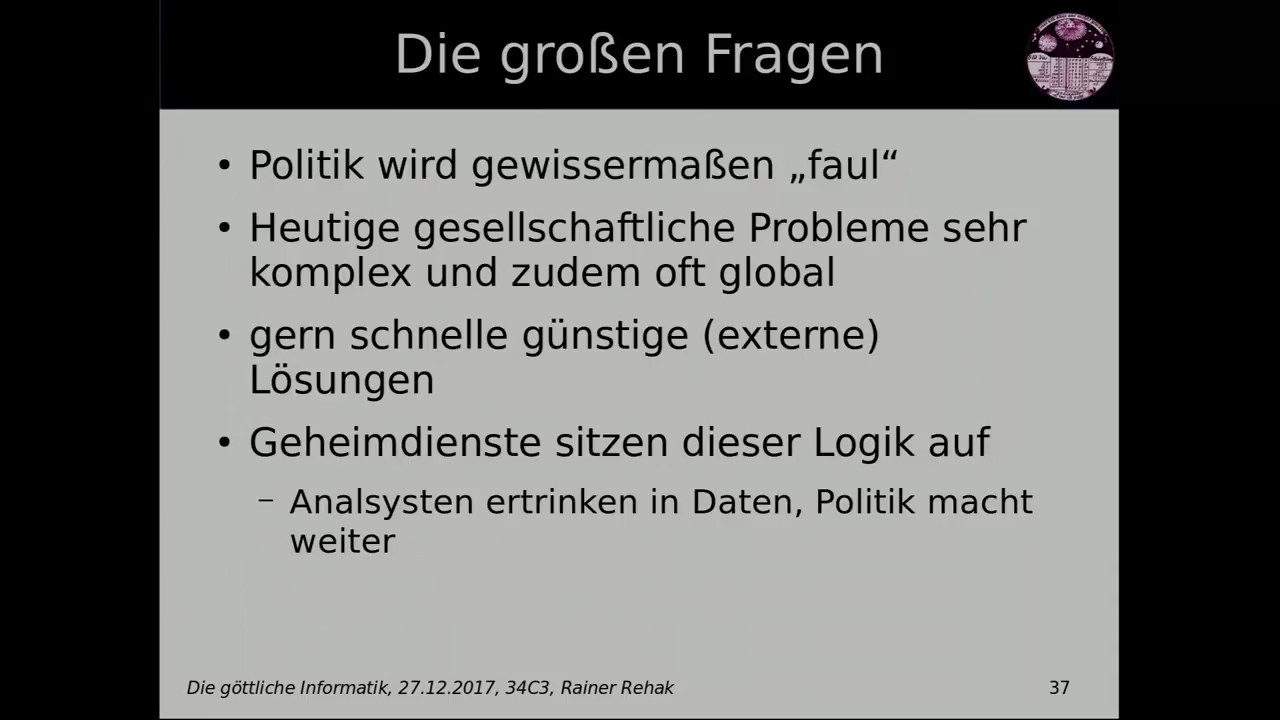 Die großen Fragen
• Politik wird gewissermaßen „faul“
• Heutige gesellschaftliche Probleme sehr
komplex und zudem oft global
• gern schnelle günstige (externe)
Lösungen
• Geheimdienste sitzen dieser Logik auf
– Analsysten ertrinken in Daten, Politik macht
weiter
Die göttliche Informatik, 27.12.2017, 34C3, Rainer Rehak
37